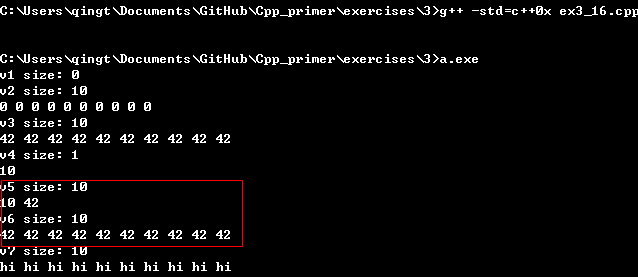 C:\Users\qingt\Documents\GitHub\Cpp_primer\exercises\3>g++ -std=c++0x ex3_16.cpp
C:\Users\qingt\Documents\GitHub\Cpp_primer\exercises\3>a.exe
v1 size: 0
v2 size: 10
0 0 0 0 0 0 0 0 0 0
v3 size: 10
42 42 42 42 42 42 42 42 42 42
v4 size: 1
10
v5 size: 10
10 42
v6 size: 10
42 42 42 42 42 42 42 42 42 42
v7 size: 10
hi hi hi hi hi hi hi hi hi hi